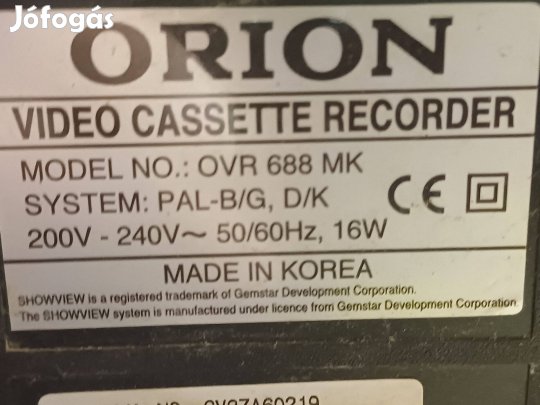 Jófogás
ORION
VIDEO CASSETTE RECORDER
MODEL NO.: OVR 688 MK
SYSTEM: PAL-B/G, D/K
CE
200V - 240V~ 50/60Hz, 16W
MADE IN KOREA
SHOWVIEW is a registered trademark of Gemstar Development Corporation.
The SHOWVIEW system is manufactured under licence from Gemstar Development Corporation